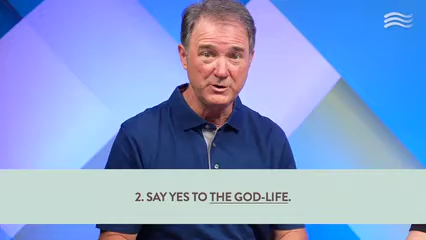 2. SAY YES TO THE GOD-LIFE.